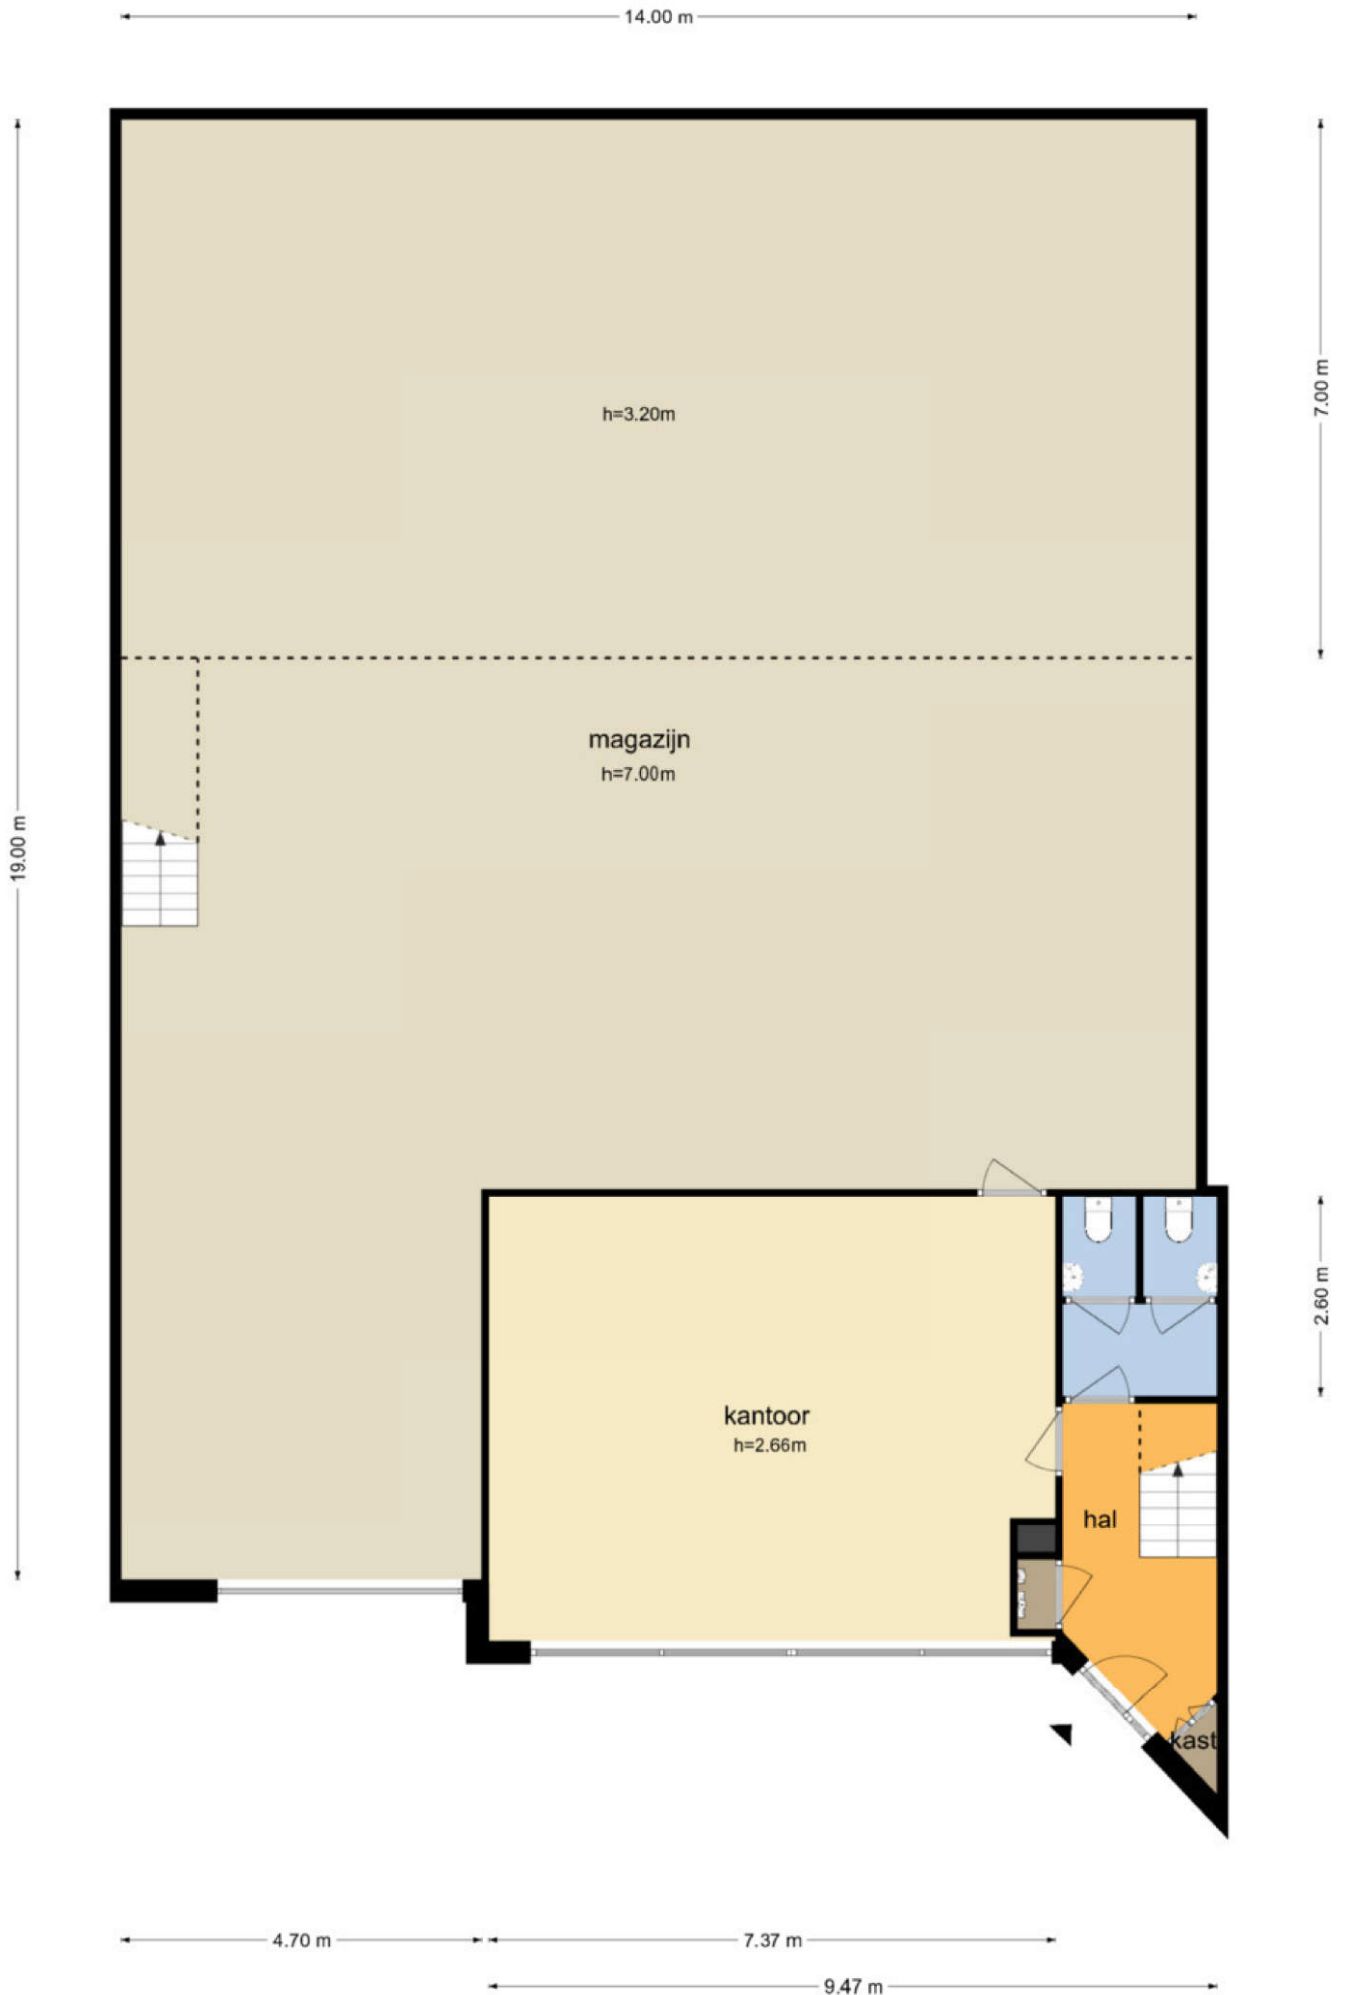 14.00 m
7.00 m
h=3.20m
magazijn
h=7.00m
19.00 m
2.60 m
kantoor
h=2.66m
hal
kast
4.70 m
7.37 m
9.47 m